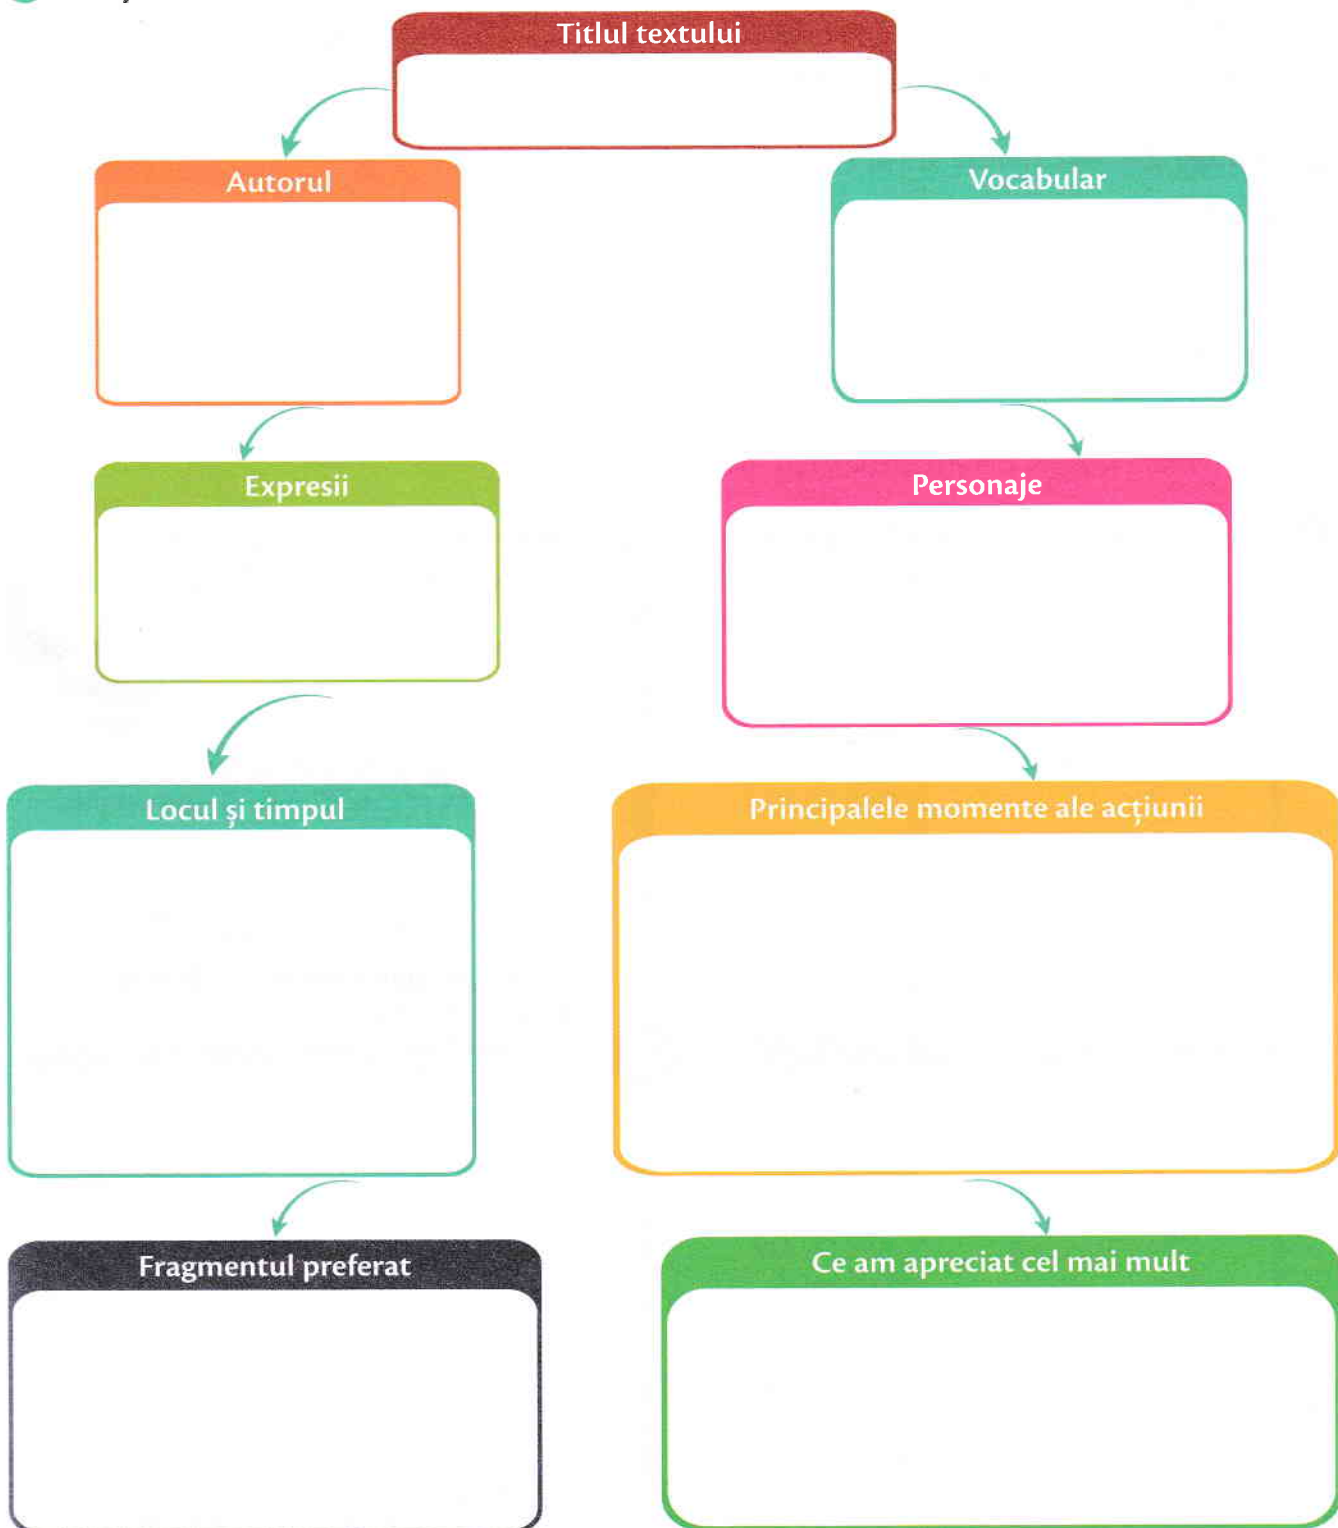 Titlul textului
Autorul
Vocabular
Expresii
Personaje
Locul și timpul
Principalele momente ale acțiunii
Fragmentul preferat
Ce am apreciat cel mai mult